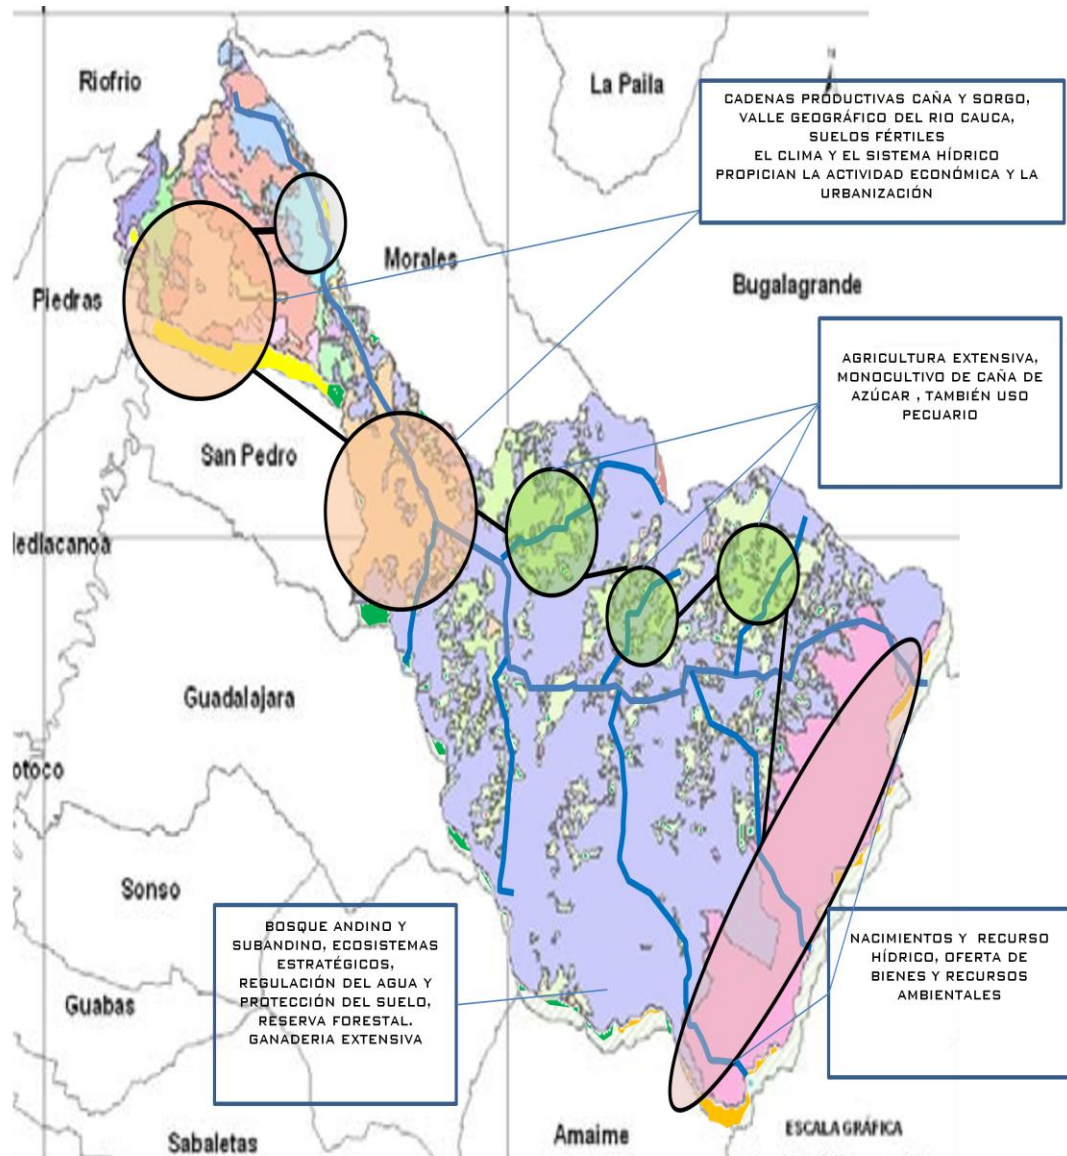 Riofrio
La Paila
N
CADENAS PRODUCTIVAS CAÑA Y SORGO,
VALLE GEOGRÁFICO DEL RIO CAUCA,
SUELOS FÉRTILES
EL CLIMA Y EL SISTEMA HÍDRICO
PROPICIAN LA ACTIVIDAD ECONÓMICA Y LA
URBANIZACIÓN
Morales
Bugalagrande
Piedras
AGRICULTURA EXTENSIVA,
MONOCULTIVO DE CAÑA DE
AZÚCAR , TAMBIÉN USO
PECUARIO
San Pedro
ediacanoa
Guadalajara
otoco
Sonso
BOSQUE ANDINO Y
SUBANDINO, ECOSISTEMAS
ESTRATÉGICOS,
REGULACIÓN DEL AGUA Y
PROTECCIÓN DEL SUELO,
RESERVA FORESTAL.
GANADERIA EXTENSIVA
NACIMIENTOS Y RECURSO
HÍDRICO, OFERTA DE
BIENES Y RECURSOS
AMBIENTALES
Guabas
Sabaletas
Amaime
ESCALA GRÁFICA